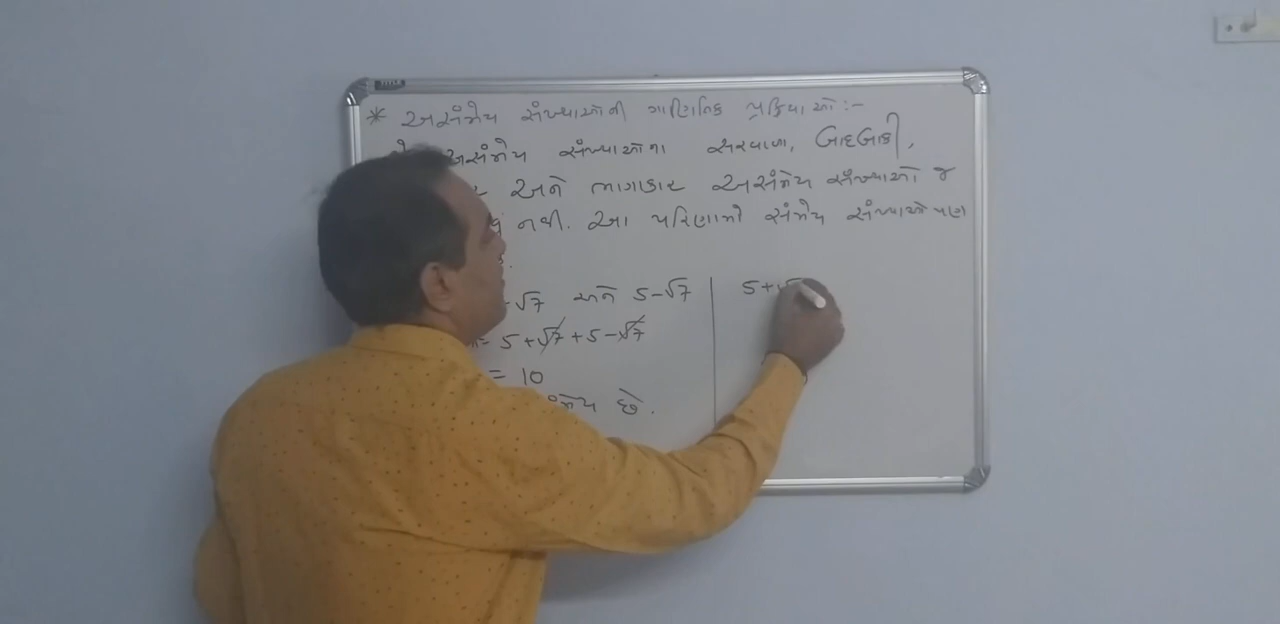 * અસંમેય સંખ્યાઓની ગાણિતિક પ્રક્રિયાઓ:-
અસંમેય સંખ્યાઓના સરવાળા, બાદબાકી,
અને ભાગાકાર અસંમેય સંખ્યાઓ જ
નથી. આ પરિણામો સંમેય સંખ્યાઓ પણ
√7 અને 5-√7
= 5+√7+5-√7
= 10
છે.
5+√